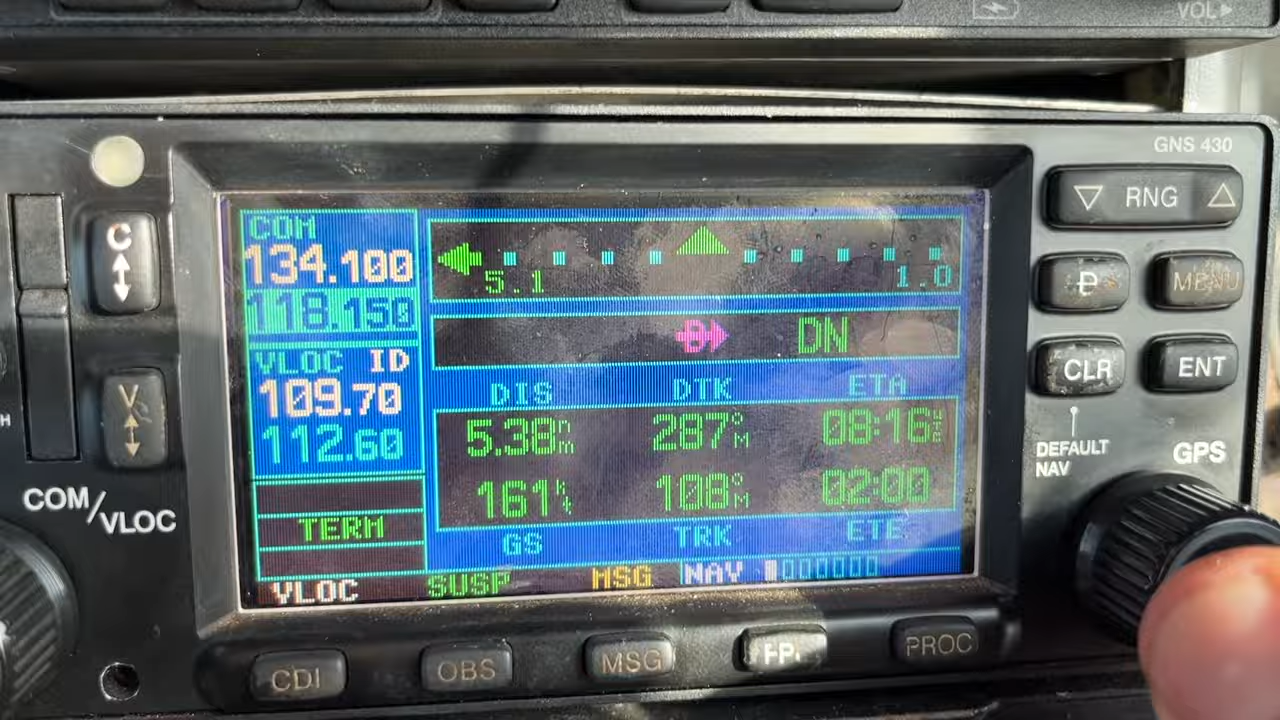 VOL
GNS 430
RNG
COM
134.100
118.150
C
5.1
1.0
D
MENU
DN
VLOC ID
109.70
112.60
V
DIS DTK ETA
5.38nm 287°M 08:16
161kt 108°M 02:00
GS TRK ETE
CLR
ENT
DEFAULT
NAV
GPS
COM/VLOC
TERM
VLOC SUSP MSG NAV
CDI OBS MSG FPL PROC